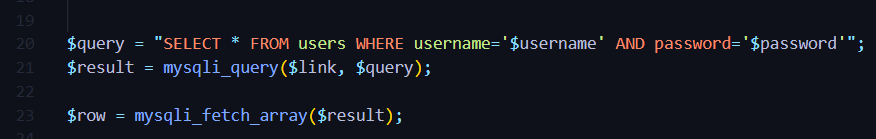 19
20 $query = "SELECT * FROM users WHERE username='$username' AND password='$password'";
21 $result = mysqli_query($link, $query);
22
23 $row = mysqli_fetch_array($result);